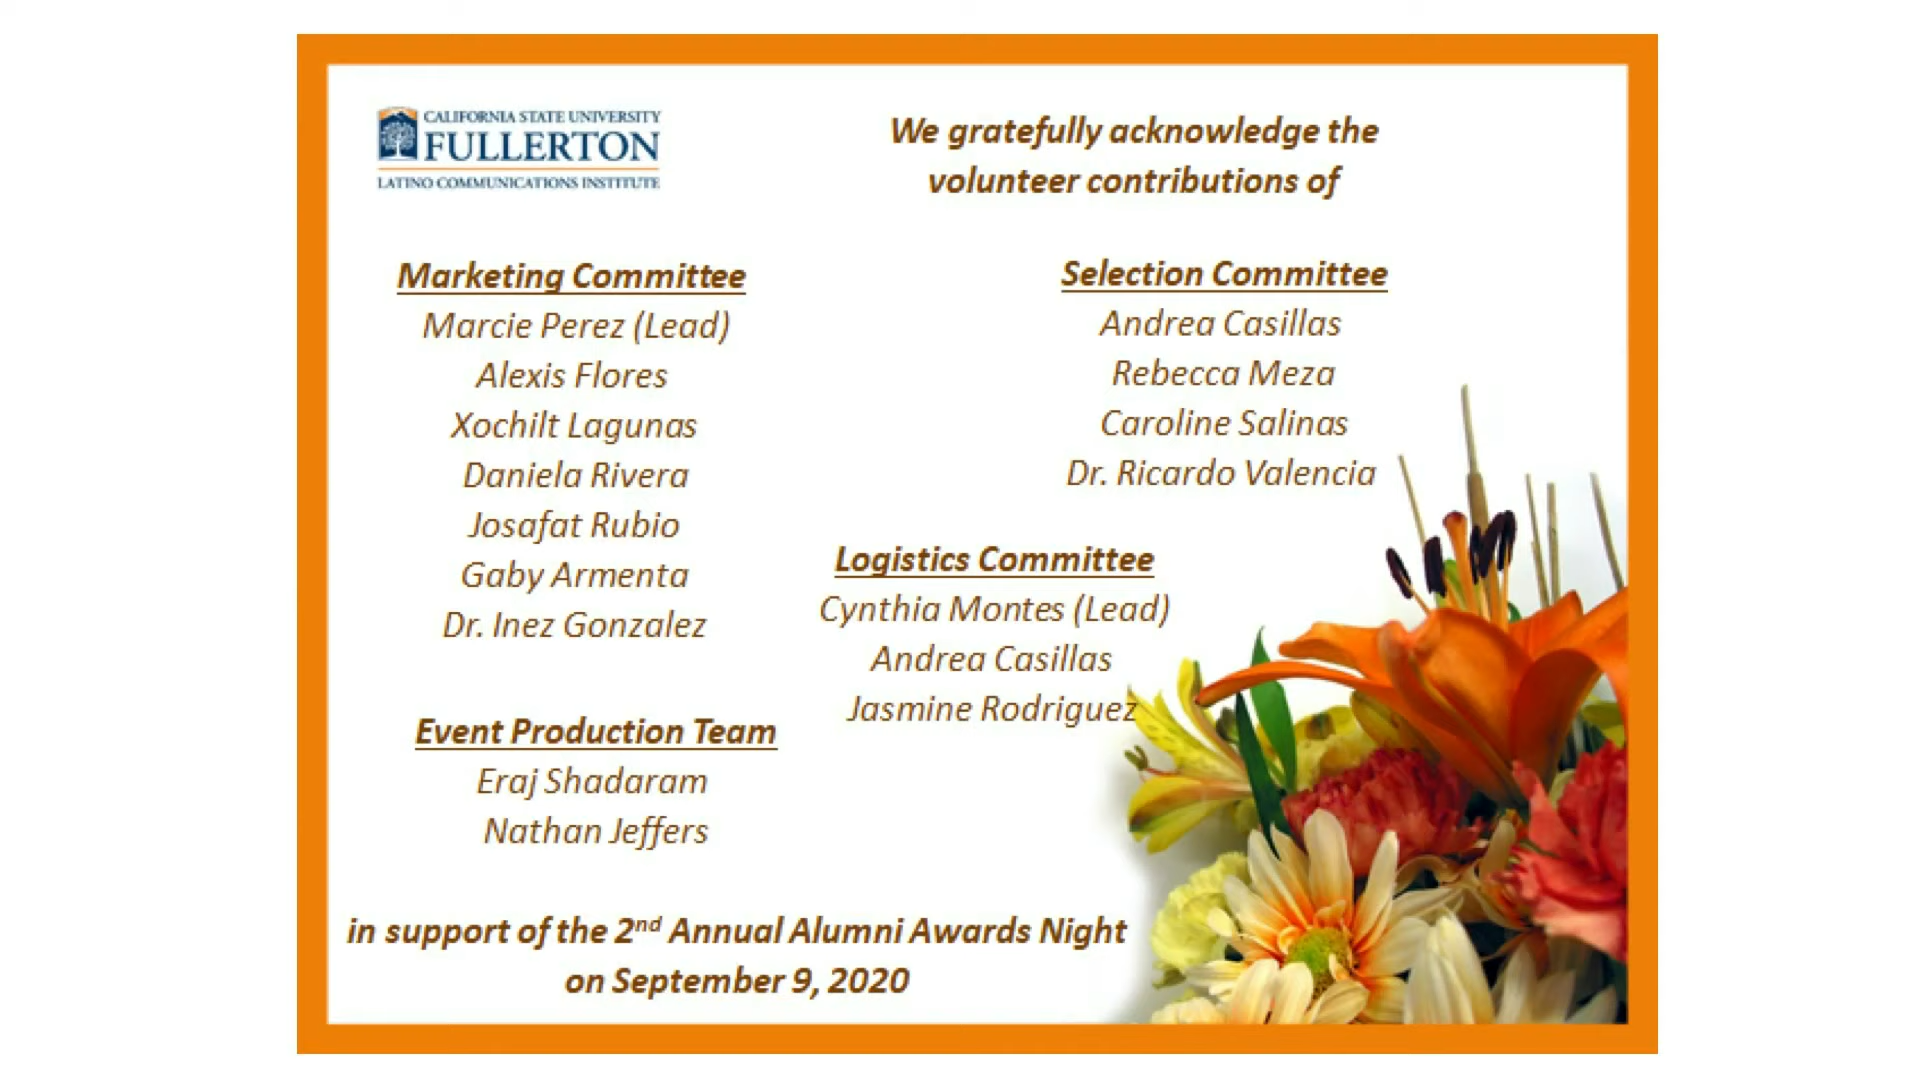 CALIFORNIA STATE UNIVERSITY
FULLERTON
LATINO COMMUNICATIONS INSTITUTE
We gratefully acknowledge the
volunteer contributions of
Marketing Committee
Marcie Perez (Lead)
Alexis Flores
Xochilt Lagunas
Daniela Rivera
Josafat Rubio
Gaby Armenta
Dr. Inez Gonzalez
Selection Committee
Andrea Casillas
Rebecca Meza
Caroline Salinas
Dr. Ricardo Valencia
Logistics Committee
Cynthia Montes (Lead)
Andrea Casillas
Jasmine Rodriguez
Event Production Team
Eraj Shadaram
Nathan Jeffers
in support of the 2nd Annual Alumni Awards Night
on September 9, 2020